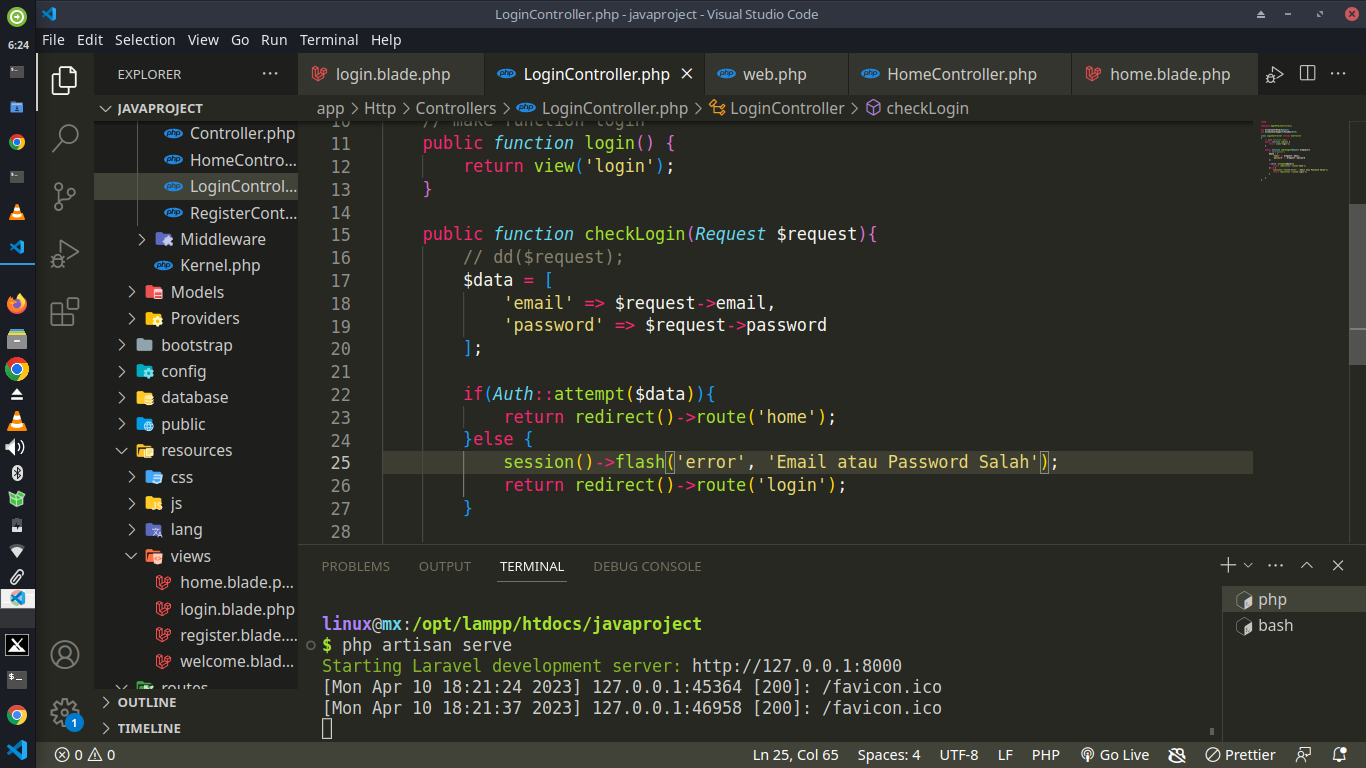 LoginController.php - javaproject - Visual Studio Code
6:24
File Edit Selection View Go Run Terminal Help
EXPLORER
login.blade.php
LoginController.php
web.php
HomeController.php
home.blade.php
JAVAPROJECT
app > Http > Controllers > LoginController.php > LoginController > checkLogin
Controller.php
HomeContro...
LoginControl...
RegisterCont...
Middleware
Kernel.php
Models
Providers
bootstrap
config
database
public
resources
css
js
lang
views
home.blade.p...
login.blade.php
register.blade....
welcome.blad...
routes
OUTLINE
TIMELINE
10 // make function login
11 public function login() {
12 return view('login');
13 }
14
15 public function checkLogin(Request $request){
16 // dd($request);
17 $data = [
18 'email' => $request->email,
19 'password' => $request->password
20 ];
21
22 if(Auth::attempt($data)){
23 return redirect()->route('home');
24 }else {
25 session()->flash('error', 'Email atau Password Salah');
26 return redirect()->route('login');
27 }
28
PROBLEMS OUTPUT TERMINAL DEBUG CONSOLE
linux@mx:/opt/lampp/htdocs/javaproject
$ php artisan serve
Starting Laravel development server: http://127.0.0.1:8000
[Mon Apr 10 18:21:24 2023] 127.0.0.1:45364 [200]: /favicon.ico
[Mon Apr 10 18:21:37 2023] 127.0.0.1:46958 [200]: /favicon.ico
php
bash
1
0 0
Ln 25, Col 65 Spaces: 4 UTF-8 LF PHP Go Live Prettier